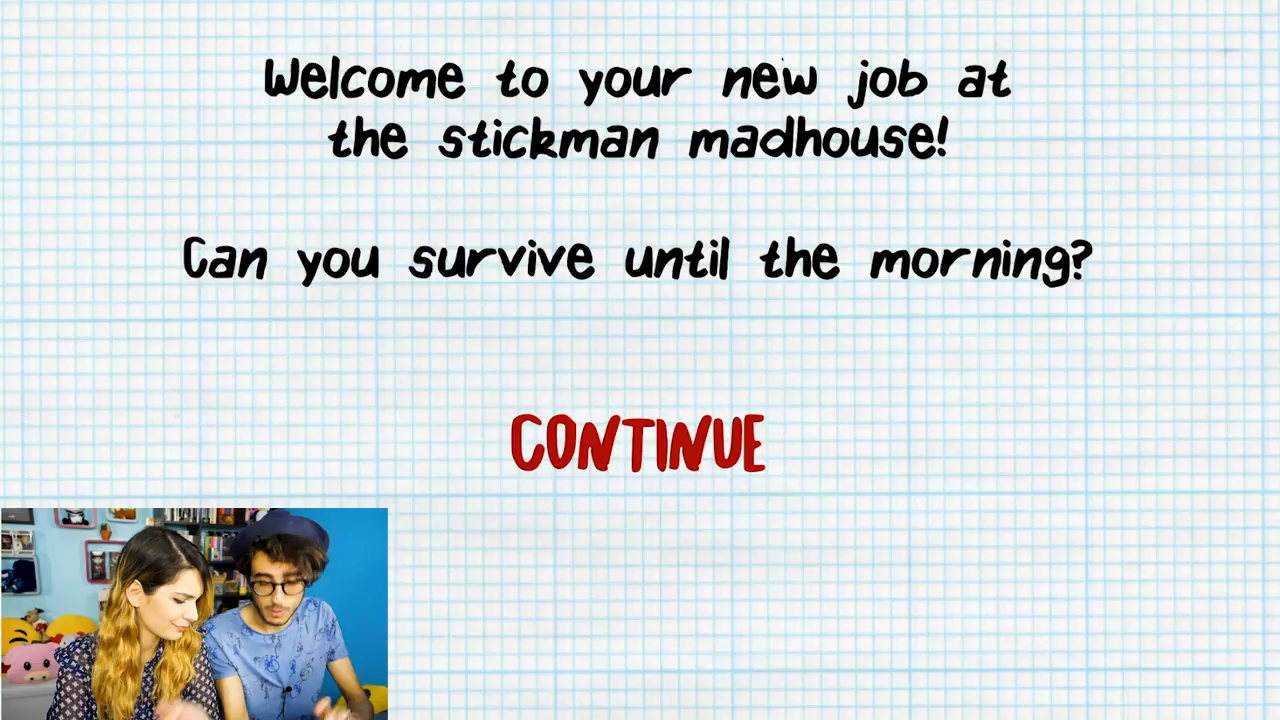 Welcome to your new job at
the stickman madhouse!
Can you survive until the morning?
CONTINUE